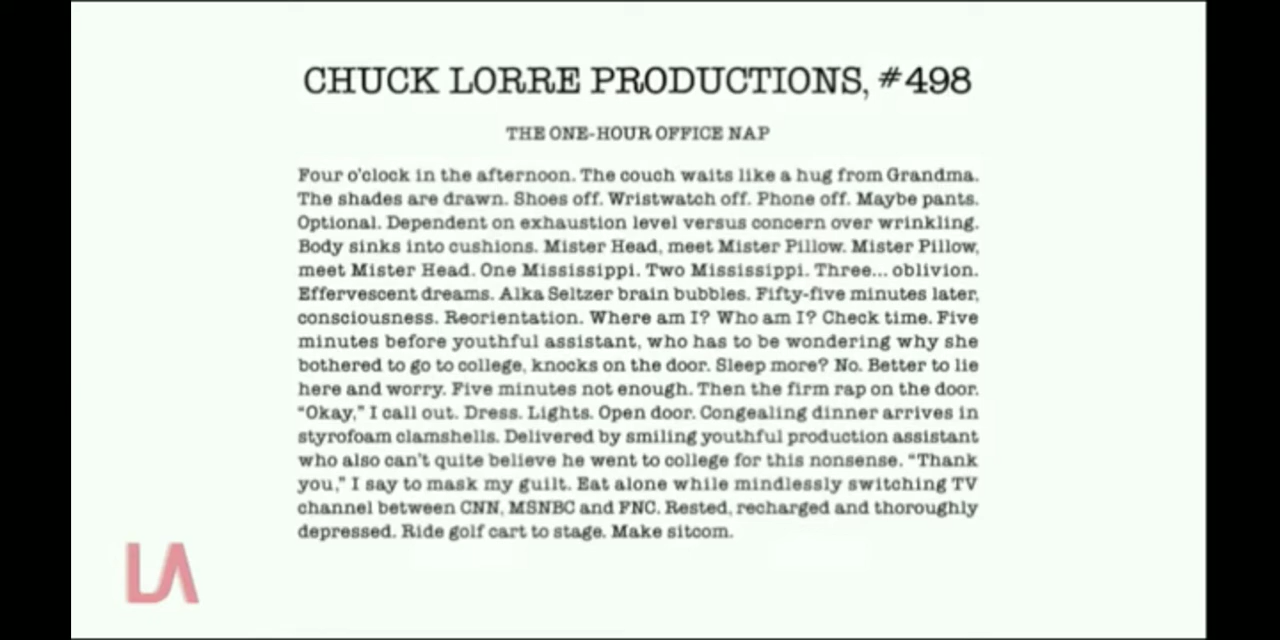 CHUCK LORRE PRODUCTIONS, #498
THE ONE-HOUR OFFICE NAP
Four o'clock in the afternoon. The couch waits like a hug from Grandma.
The shades are drawn. Shoes off. Wristwatch off. Phone off. Maybe pants.
Optional. Dependent on exhaustion level versus concern over wrinkling.
Body sinks into cushions. Mister Head, meet Mister Pillow. Mister Pillow,
meet Mister Head. One Mississippi. Two Mississippi. Three... oblivion.
Effervescent dreams. Alka Seltzer brain bubbles. Fifty-five minutes later,
consciousness. Reorientation. Where am I? Who am I? Check time. Five
minutes before youthful assistant, who has to be wondering why she
bothered to go to college, knocks on the door. Sleep more? No. Better to lie
here and worry. Five minutes not enough. Then the firm rap on the door.
"Okay," I call out. Dress. Lights. Open door. Congealing dinner arrives in
styrofoam clamshells. Delivered by smiling youthful production assistant
who also can't quite believe he went to college for this nonsense. "Thank
you," I say to mask my guilt. Eat alone while mindlessly switching TV
channel between CNN, MSNBC and FNC. Rested, recharged and thoroughly
depressed. Ride golf cart to stage. Make sitcom.
LA